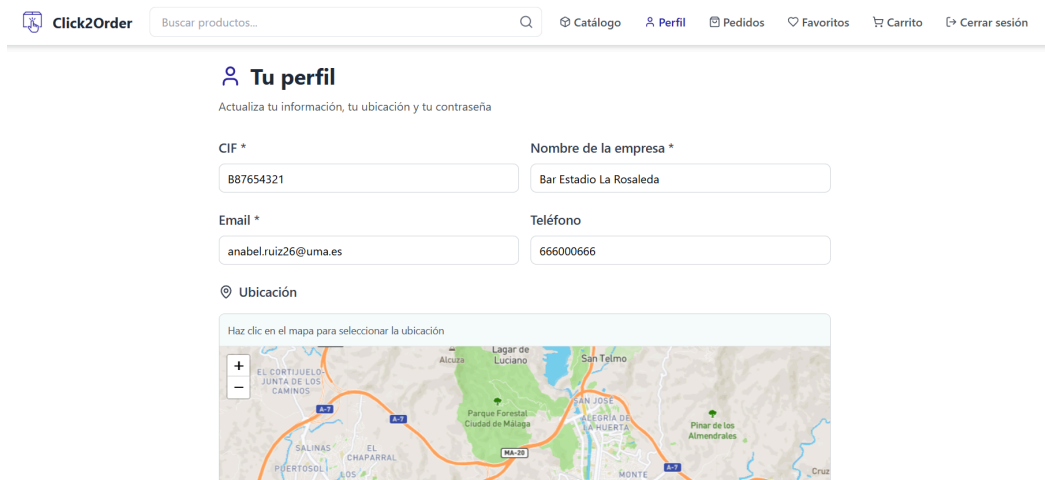 Click2Order
Buscar productos...
Catálogo
Perfil
Pedidos
Favoritos
Carrito
Cerrar sesión
Tu perfil
Actualiza tu información, tu ubicación y tu contraseña
CIF *
Nombre de la empresa *
B87654321
Bar Estadio La Rosaleda
Email *
Teléfono
anabel.ruiz26@uma.es
666000666
Ubicación
Haz clic en el mapa para seleccionar la ubicación
+
−
EL CORTIJUELO-
JUNTA DE LOS
CAMINOS
Alcuza
Lagar de
Luciano
San Telmo
A-7
A-7
Parque Forestal
Ciudad de Málaga
SAN JOSÉ
ALEGRÍA DE
LA HUERTA
Pinar de los
Almendrales
SALINAS
EL
CHAPARRAL
MA-20
PUERTOSOL
LOS
MONTE
A-7
Cruz